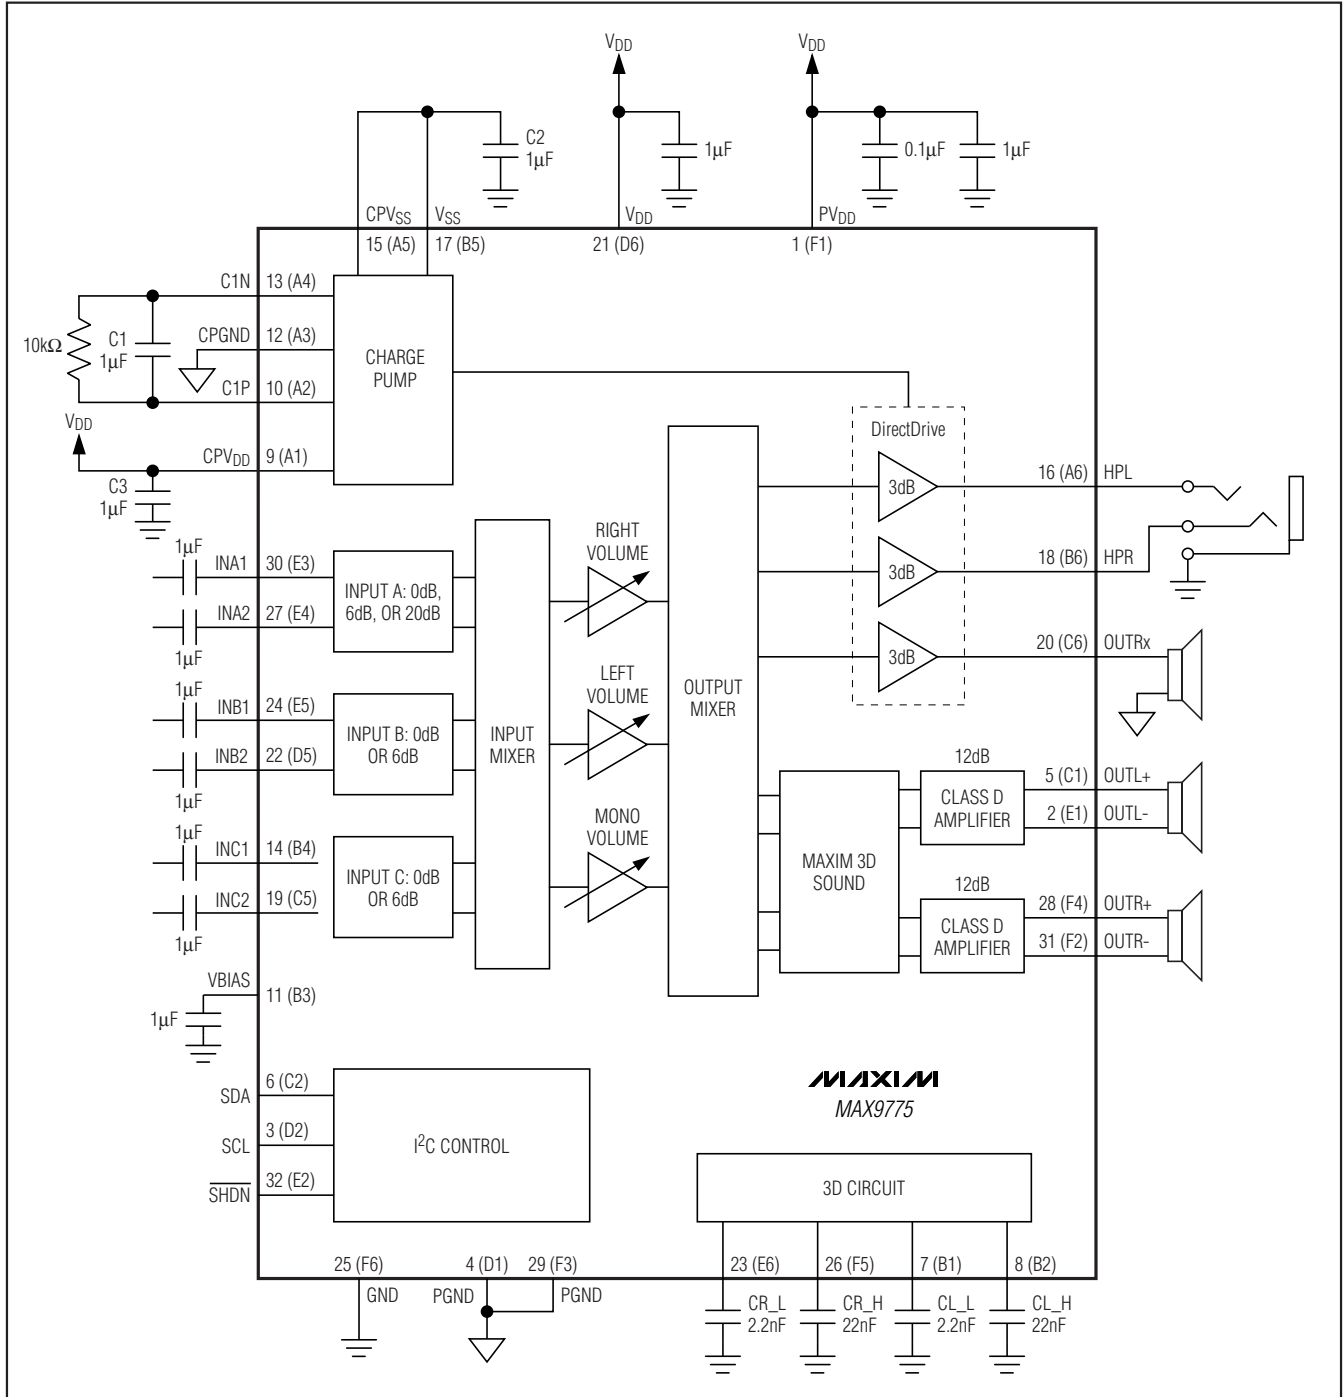 VDD
VDD
C2
1µF
1µF
0.1µF
1µF
CPVSS
VSS
VDD
PVDD
15 (A5)
17 (B5)
21 (D6)
1 (F1)
C1N
13 (A4)
10kΩ
C1
1µF
CPGND
12 (A3)
C1P
10 (A2)
CHARGE
PUMP
VDD
CPVDD
9 (A1)
C3
1µF
DirectDrive
3dB
16 (A6)
HPL
3dB
18 (B6)
HPR
3dB
20 (C6)
OUTRx
1µF
INA1
30 (E3)
INA2
27 (E4)
1µF
INPUT A: 0dB,
6dB, OR 20dB
1µF
INB1
24 (E5)
INB2
22 (D5)
1µF
INPUT B: 0dB
OR 6dB
1µF
INC1
14 (B4)
INC2
19 (C5)
1µF
INPUT C: 0dB
OR 6dB
INPUT
MIXER
RIGHT
VOLUME
LEFT
VOLUME
MONO
VOLUME
OUTPUT
MIXER
MAXIM 3D
SOUND
12dB
CLASS D
AMPLIFIER
5 (C1)
OUTL+
2 (E1)
OUTL-
12dB
CLASS D
AMPLIFIER
28 (F4)
OUTR+
31 (F2)
OUTR-
VBIAS
11 (B3)
1µF
SDA
6 (C2)
SCL
3 (D2)
SHDN
32 (E2)
I2C CONTROL
MAXIM
MAX9775
3D CIRCUIT
25 (F6)
GND
4 (D1)
PGND
29 (F3)
PGND
23 (E6)
26 (F5)
7 (B1)
8 (B2)
CR_L
2.2nF
CR_H
22nF
CL_L
2.2nF
CL_H
22nF